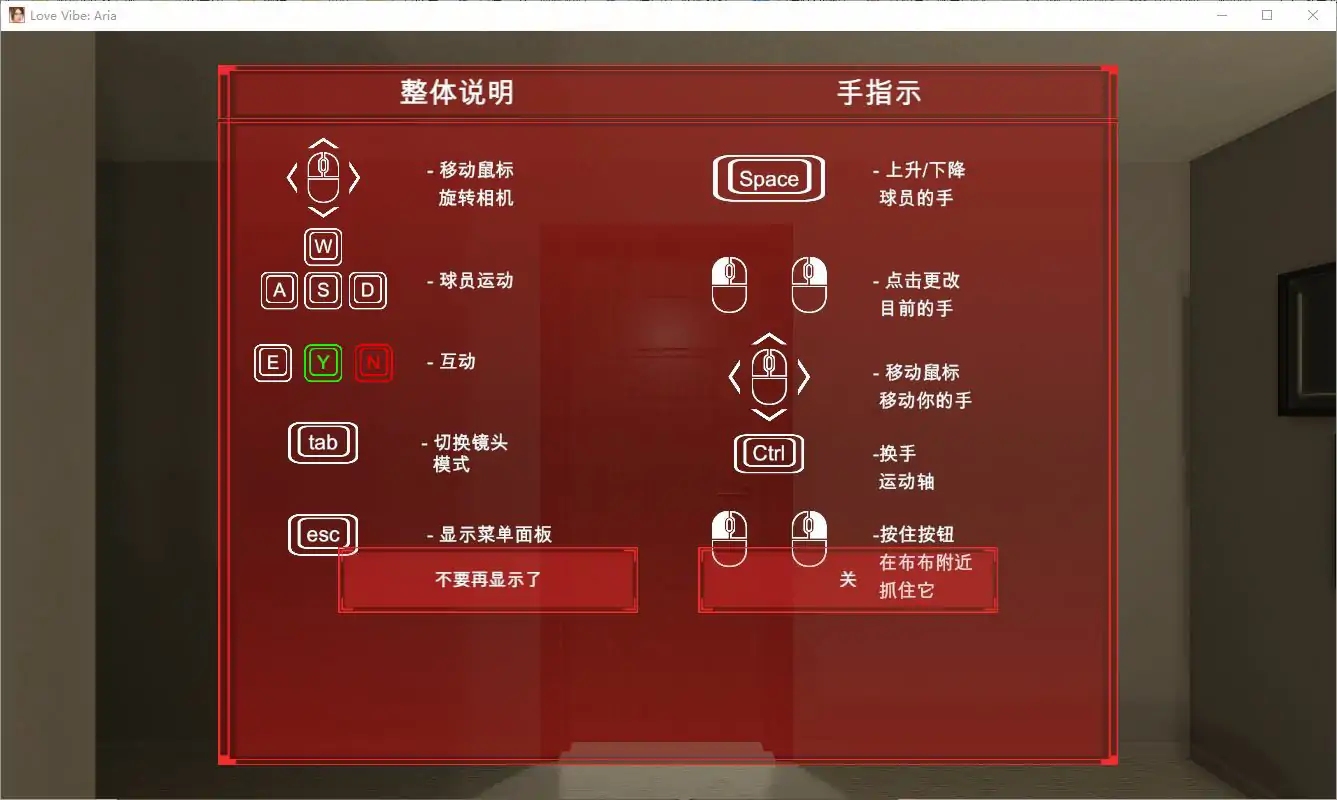 Love Vibe: Aria
整体说明
手指示
- 移动鼠标
旋转相机
W
A S D
- 球员运动
E Y N
- 互动
tab
- 切换镜头
模式
esc
- 显示菜单面板
Space
- 上升/下降
球员的手
- 点击更改
目前的手
- 移动鼠标
移动你的手
Ctrl
-换手
运动轴
-按住按钮
在布布附近
抓住它
不要再显示了
关